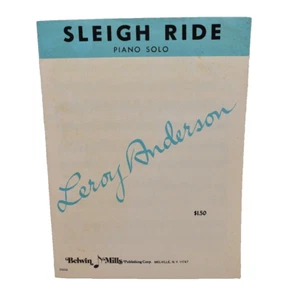 SLEIGH RIDE
PIANO SOLO
Leroy Anderson
$1.50
Belwin Mills Publishing Corp.